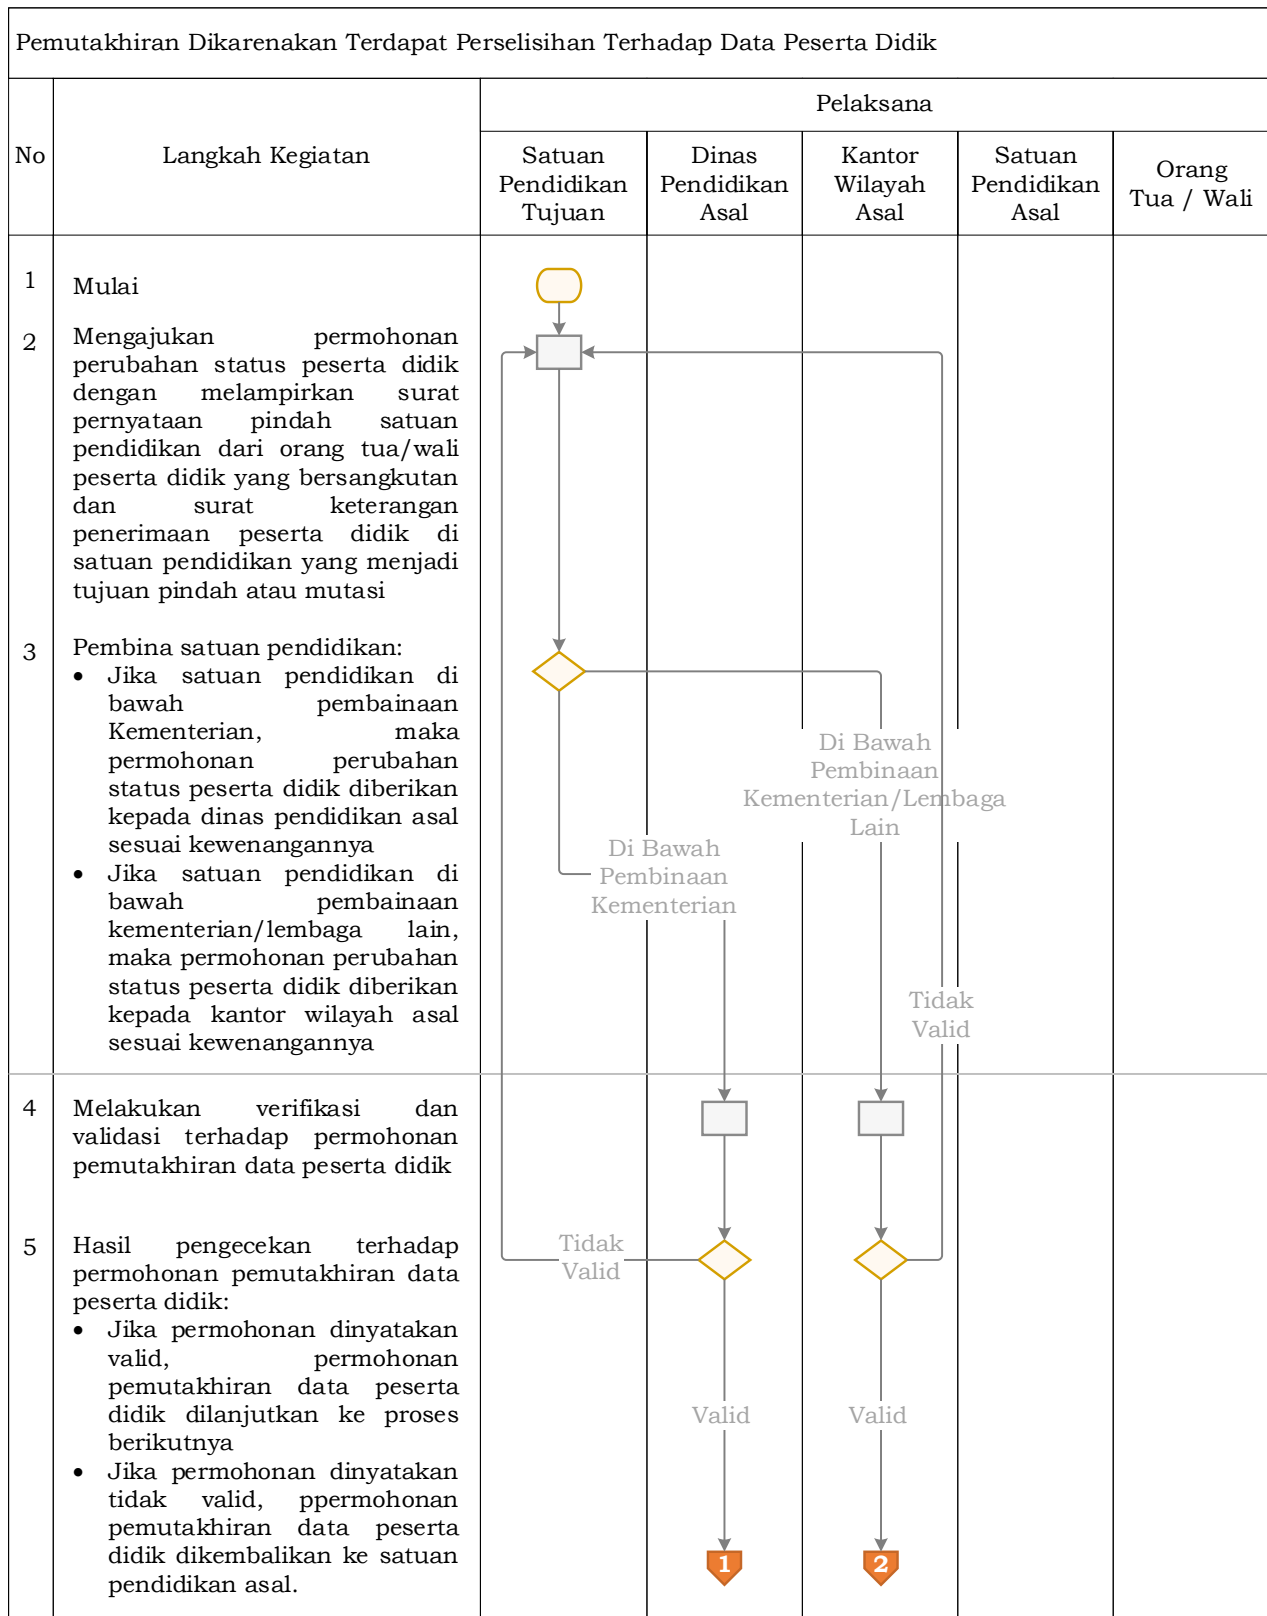 Pemutakhiran Dikarenakan Terdapat Perselisihan Terhadap Data Peserta Didik
No
Langkah Kegiatan
Pelaksana
Satuan
Pendidikan
Tujuan
Dinas
Pendidikan
Asal
Kantor
Wilayah
Asal
Satuan
Pendidikan
Asal
Orang
Tua / Wali
1
Mulai
2
Mengajukan permohonan
perubahan status peserta didik
dengan melampirkan surat
pernyataan pindah satuan
pendidikan dari orang tua/wali
peserta didik yang bersangkutan
dan surat keterangan
penerimaan peserta didik di
satuan pendidikan yang menjadi
tujuan pindah atau mutasi
3
Pembina satuan pendidikan:
• Jika satuan pendidikan di
bawah pembainaan
Kementerian, maka
permohonan perubahan
status peserta didik diberikan
kepada dinas pendidikan asal
sesuai kewenangannya
• Jika satuan pendidikan di
bawah pembainaan
kementerian/lembaga lain,
maka permohonan perubahan
status peserta didik diberikan
kepada kantor wilayah asal
sesuai kewenangannya
Di Bawah
Pembinaan
Kementerian/Lembaga
Lain
Di Bawah
Pembinaan
Kementerian
Tidak
Valid
4
Melakukan verifikasi dan
validasi terhadap permohonan
pemutakhiran data peserta didik
5
Hasil pengecekan terhadap
permohonan pemutakhiran data
peserta didik:
• Jika permohonan dinyatakan
valid, permohonan
pemutakhiran data peserta
didik dilanjutkan ke proses
berikutnya
• Jika permohonan dinyatakan
tidak valid, ppermohonan
pemutakhiran data peserta
didik dikembalikan ke satuan
pendidikan asal.
Tidak
Valid
Valid
Valid
1
2